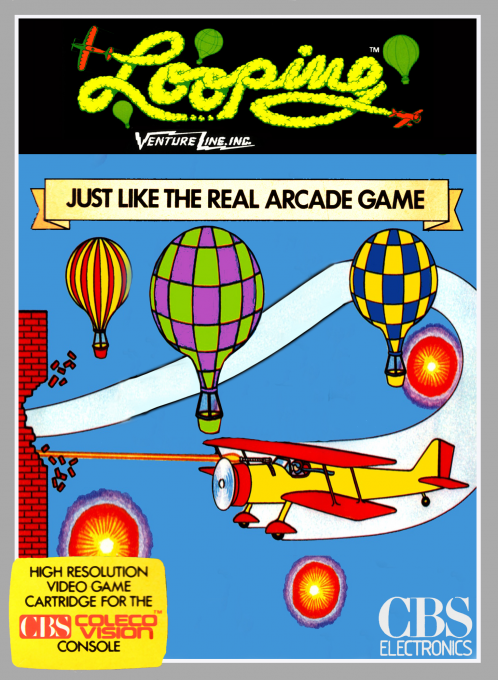 Looping
TM
VENTURE LINE, INC.
JUST LIKE THE REAL ARCADE GAME
HIGH RESOLUTION
VIDEO GAME
CARTRIDGE FOR THE
CBS COLECO VISION™
CONSOLE
CBS
ELECTRONICS